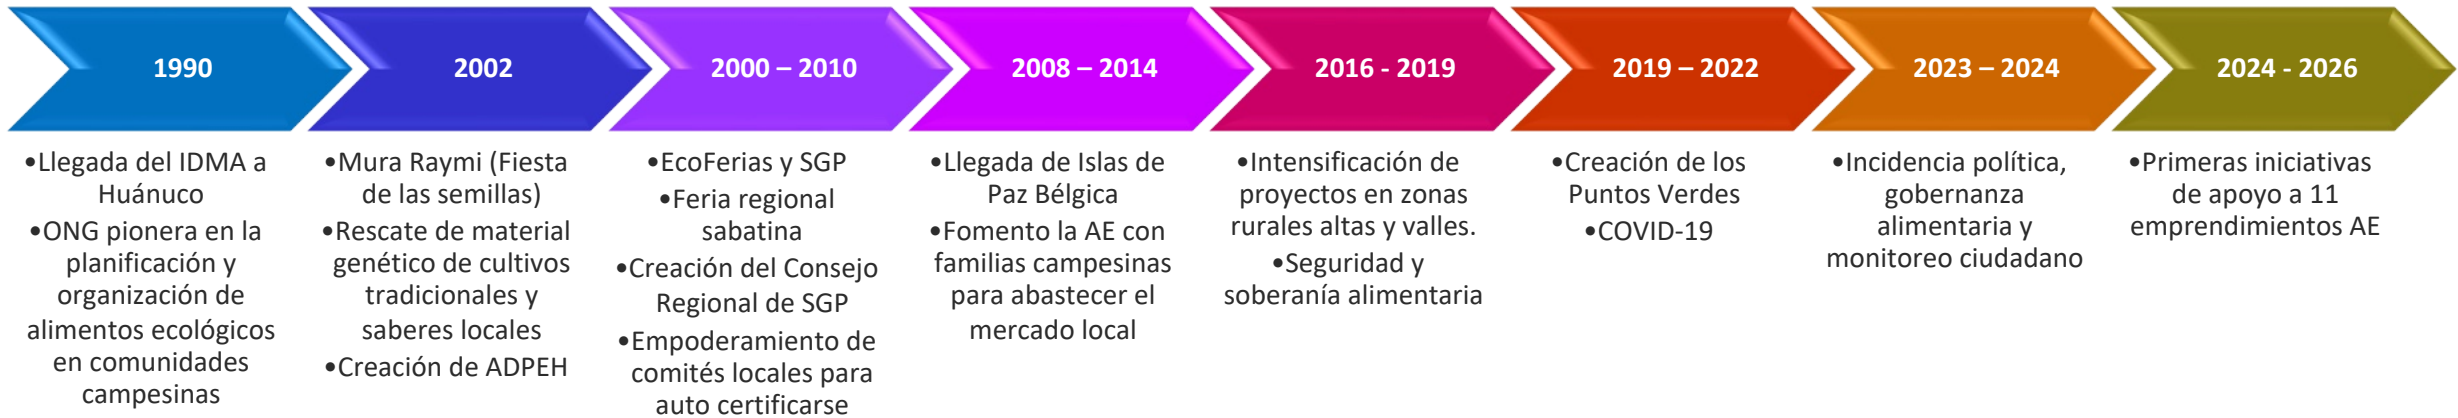 1990
•Llegada del IDMA a
Huánuco
•ONG pionera en la
planificación y
organización de
alimentos ecológicos
en comunidades
campesinas
2002
•Mura Raymi (Fiesta
de las semillas)
•Rescate de material
genético de cultivos
tradicionales y
saberes locales
•Creación de ADPEH
2000 – 2010
•EcoFerias y SGP
•Feria regional
sabatina
•Creación del Consejo
Regional de SGP
•Empoderamiento de
comités locales para
auto certificarse
2008 – 2014
•Llegada de Islas de
Paz Bélgica
•Fomento la AE con
familias campesinas
para abastecer el
mercado local
2016 - 2019
•Intensificación de
proyectos en zonas
rurales altas y valles.
•Seguridad y
soberanía alimentaria
2019 – 2022
•Creación de los
Puntos Verdes
•COVID-19
2023 – 2024
•Incidencia política,
gobernanza
alimentaria y
monitoreo ciudadano
2024 - 2026
•Primeras iniciativas
de apoyo a 11
emprendimientos AE